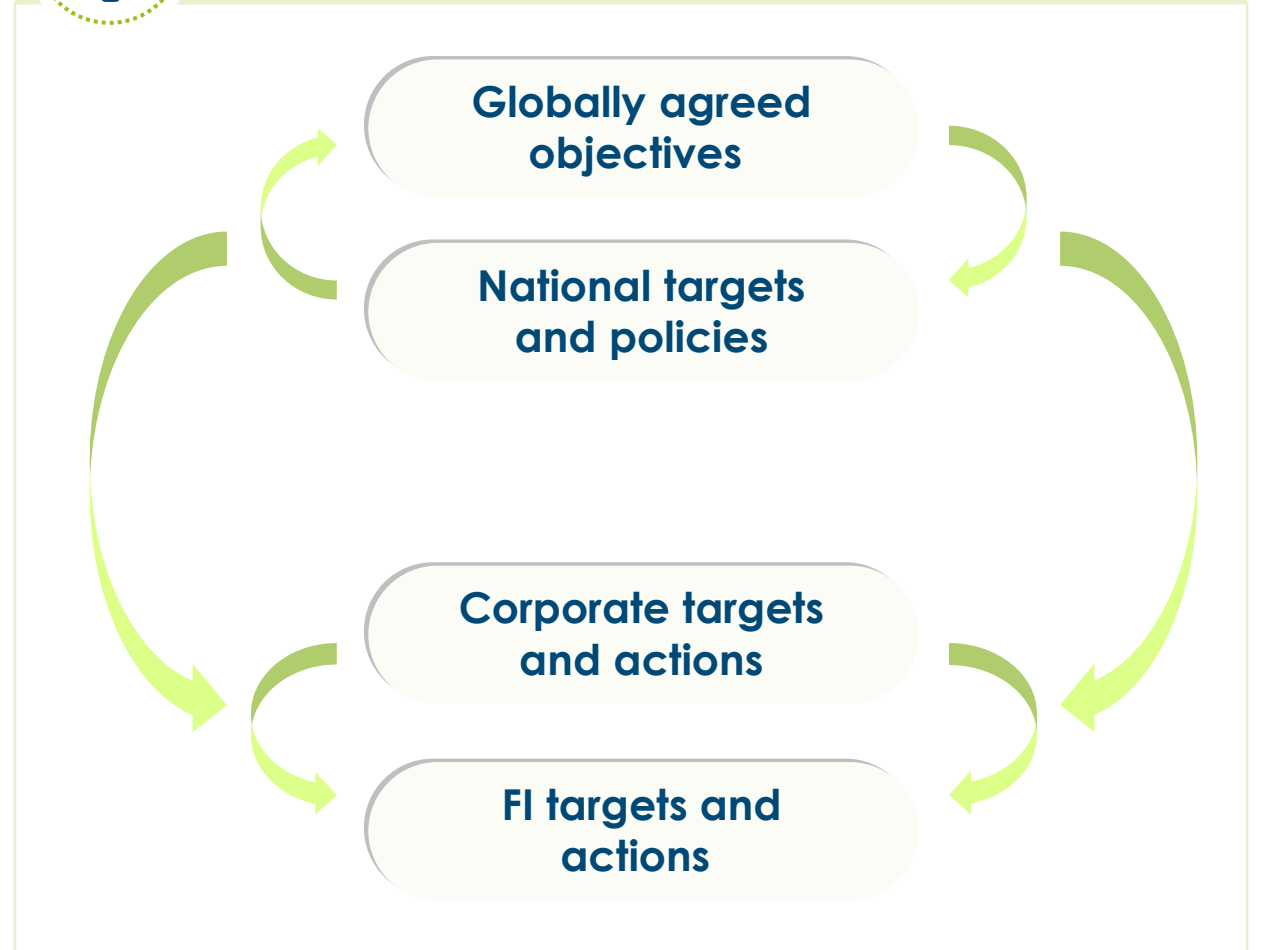 Globally agreed
objectives
National targets
and policies
Corporate targets
and actions
FI targets and
actions